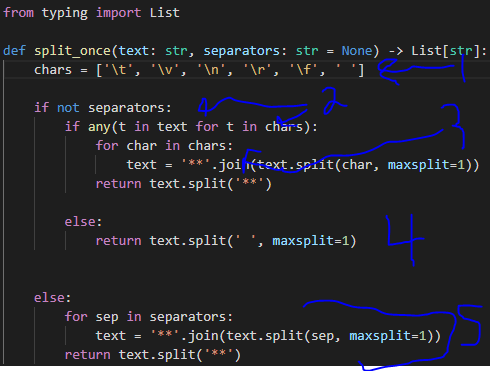 from typing import List
def split_once(text: str, separators: str = None) -> List[str]:
    chars = ['\t', '\v', '\n', '\r', '\f', ' '] 1
    if not separators: 2
        if any(t in text for t in chars): 3
            for char in chars:
                text = '**'.join(text.split(char, maxsplit=1))
            return text.split('**')
        else: 4
            return text.split(' ', maxsplit=1)
    else:
        for sep in separators: 5
            text = '**'.join(text.split(sep, maxsplit=1))
        return text.split('**')